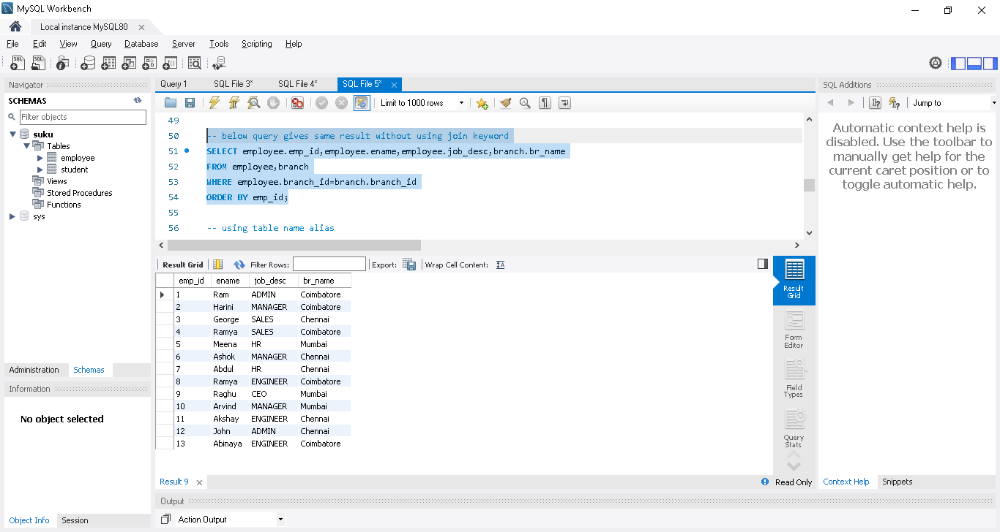 MySQL Workbench
Local instance MySQL80
File Edit View Query Database Server Tools Scripting Help
Navigator
SCHEMAS
Filter objects
suku
Tables
employee
student
Views
Stored Procedures
Functions
sys
Administration Schemas
Information
No object selected
Object Info Session
Query 1 SQL File 3* SQL File 4* SQL File 5*
Limit to 1000 rows
49
50 -- below query gives same result without using join keyword
51 SELECT employee.emp_id,employee.ename,employee.job_desc,branch.br_name
52 FROM employee,branch
53 WHERE employee.branch_id=branch.branch_id
54 ORDER BY emp_id;
55
56 -- using table name alias
Result Grid Filter Rows: Export: Wrap Cell Content:
emp_id ename job_desc br_name
1 Ram ADMIN Coimbatore
2 Harini MANAGER Coimbatore
3 George SALES Chennai
4 Ramya SALES Coimbatore
5 Meena HR Mumbai
6 Ashok MANAGER Chennai
7 Abdul HR Chennai
8 Ramya ENGINEER Coimbatore
9 Raghu CEO Mumbai
10 Arvind MANAGER Mumbai
11 Akshay ENGINEER Chennai
12 John ADMIN Chennai
13 Abinaya ENGINEER Coimbatore
Result
Grid
Form
Editor
Field
Types
Query
Stats
Result 9
Read Only
Output
Action Output
SQL Additions
Jump to
Automatic context help is
disabled. Use the toolbar to
manually get help for the
current caret position or to
toggle automatic help.
Context Help Snippets